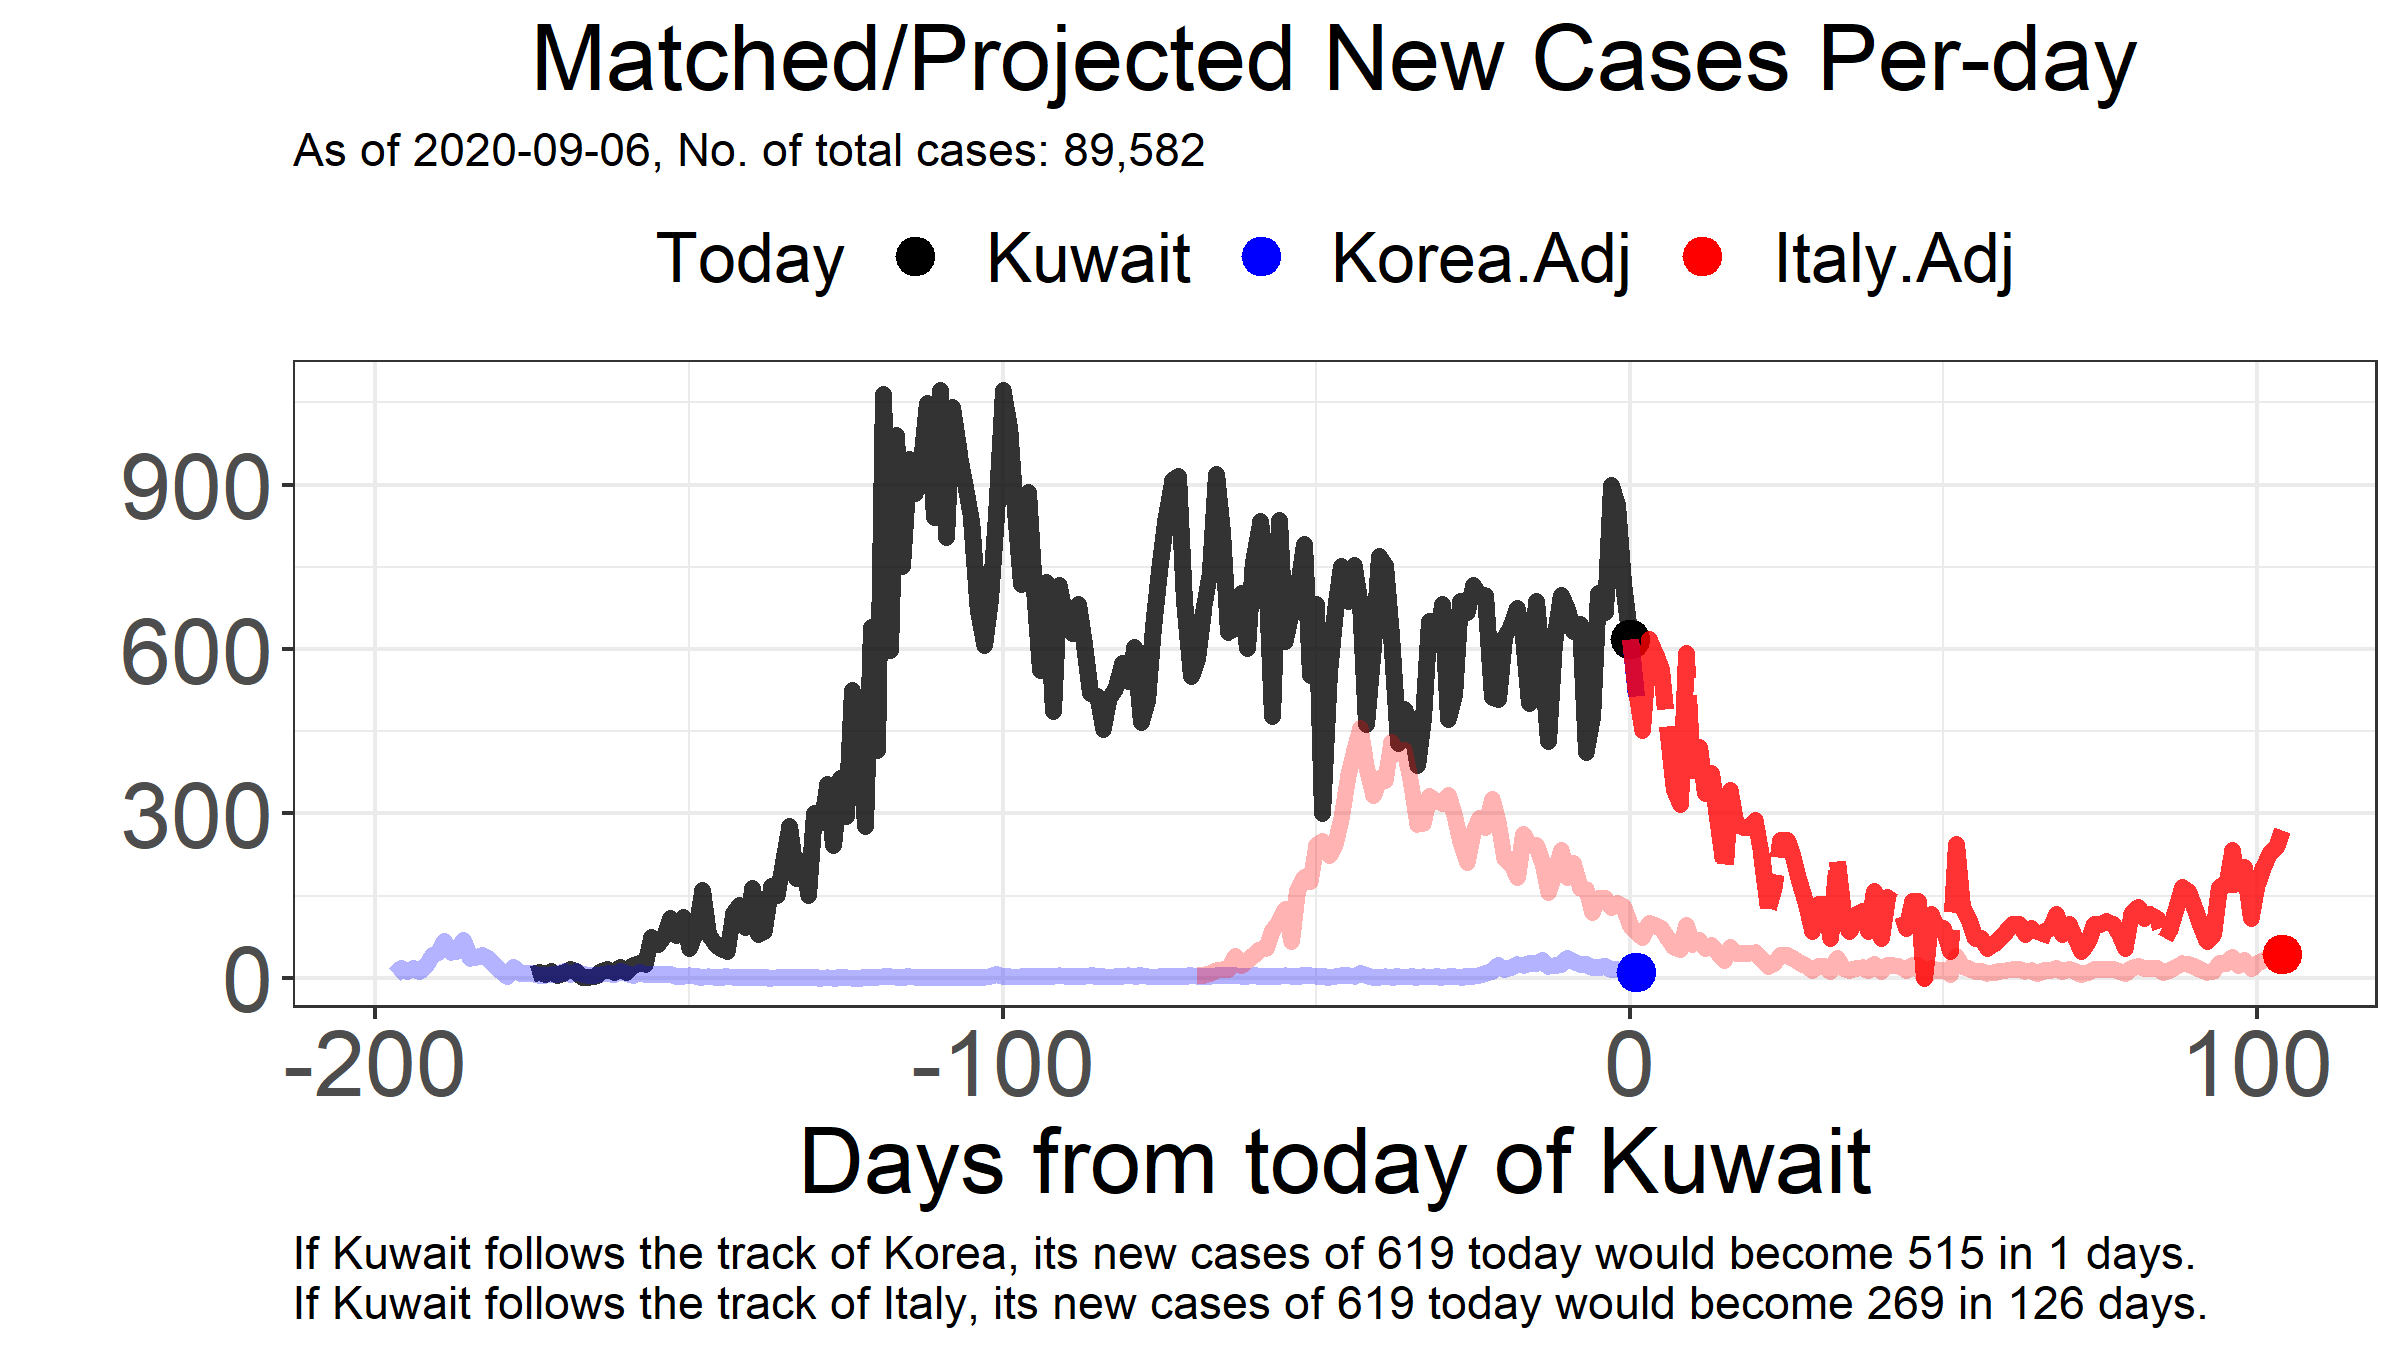 Matched/Projected New Cases Per-day
As of 2020-09-06, No. of total cases: 89,582
Today Kuwait Korea.Adj Italy.Adj
900
600
300
0
-200 -100 0 100
Days from today of Kuwait
If Kuwait follows the track of Korea, its new cases of 619 today would become 515 in 1 days.
If Kuwait follows the track of Italy, its new cases of 619 today would become 269 in 126 days.